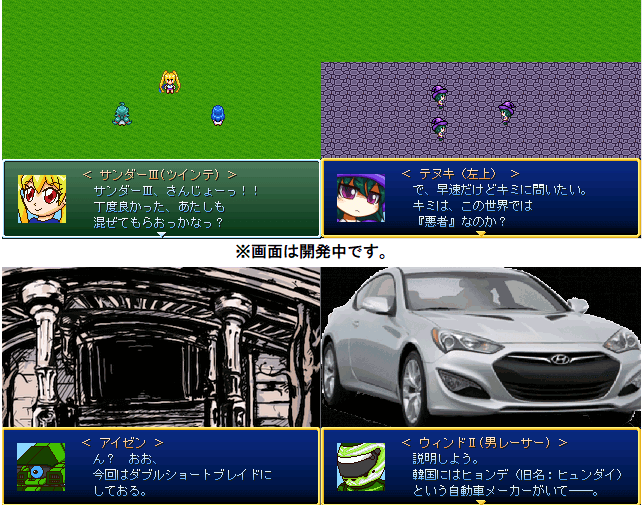 < サンダーⅢ(ツインテ) >
サンダーⅢ、さんじょーっ！！
丁度良かった、あたしも
混ぜてもらおっかなっ？
< テヌキ（左上） >
で、早速だけどキミに問いたい。
キミは、この世界では
『悪者』なのか？
※画面は開発中です。
< アイゼン >
ん？　おお、
今回はダブルショートブレイドに
しておる。
< ウィンドⅡ(男レーサー) >
説明しよう。
韓国にはヒョンデ（旧名：ヒュンダイ）
という自動車メーカーがいて――。